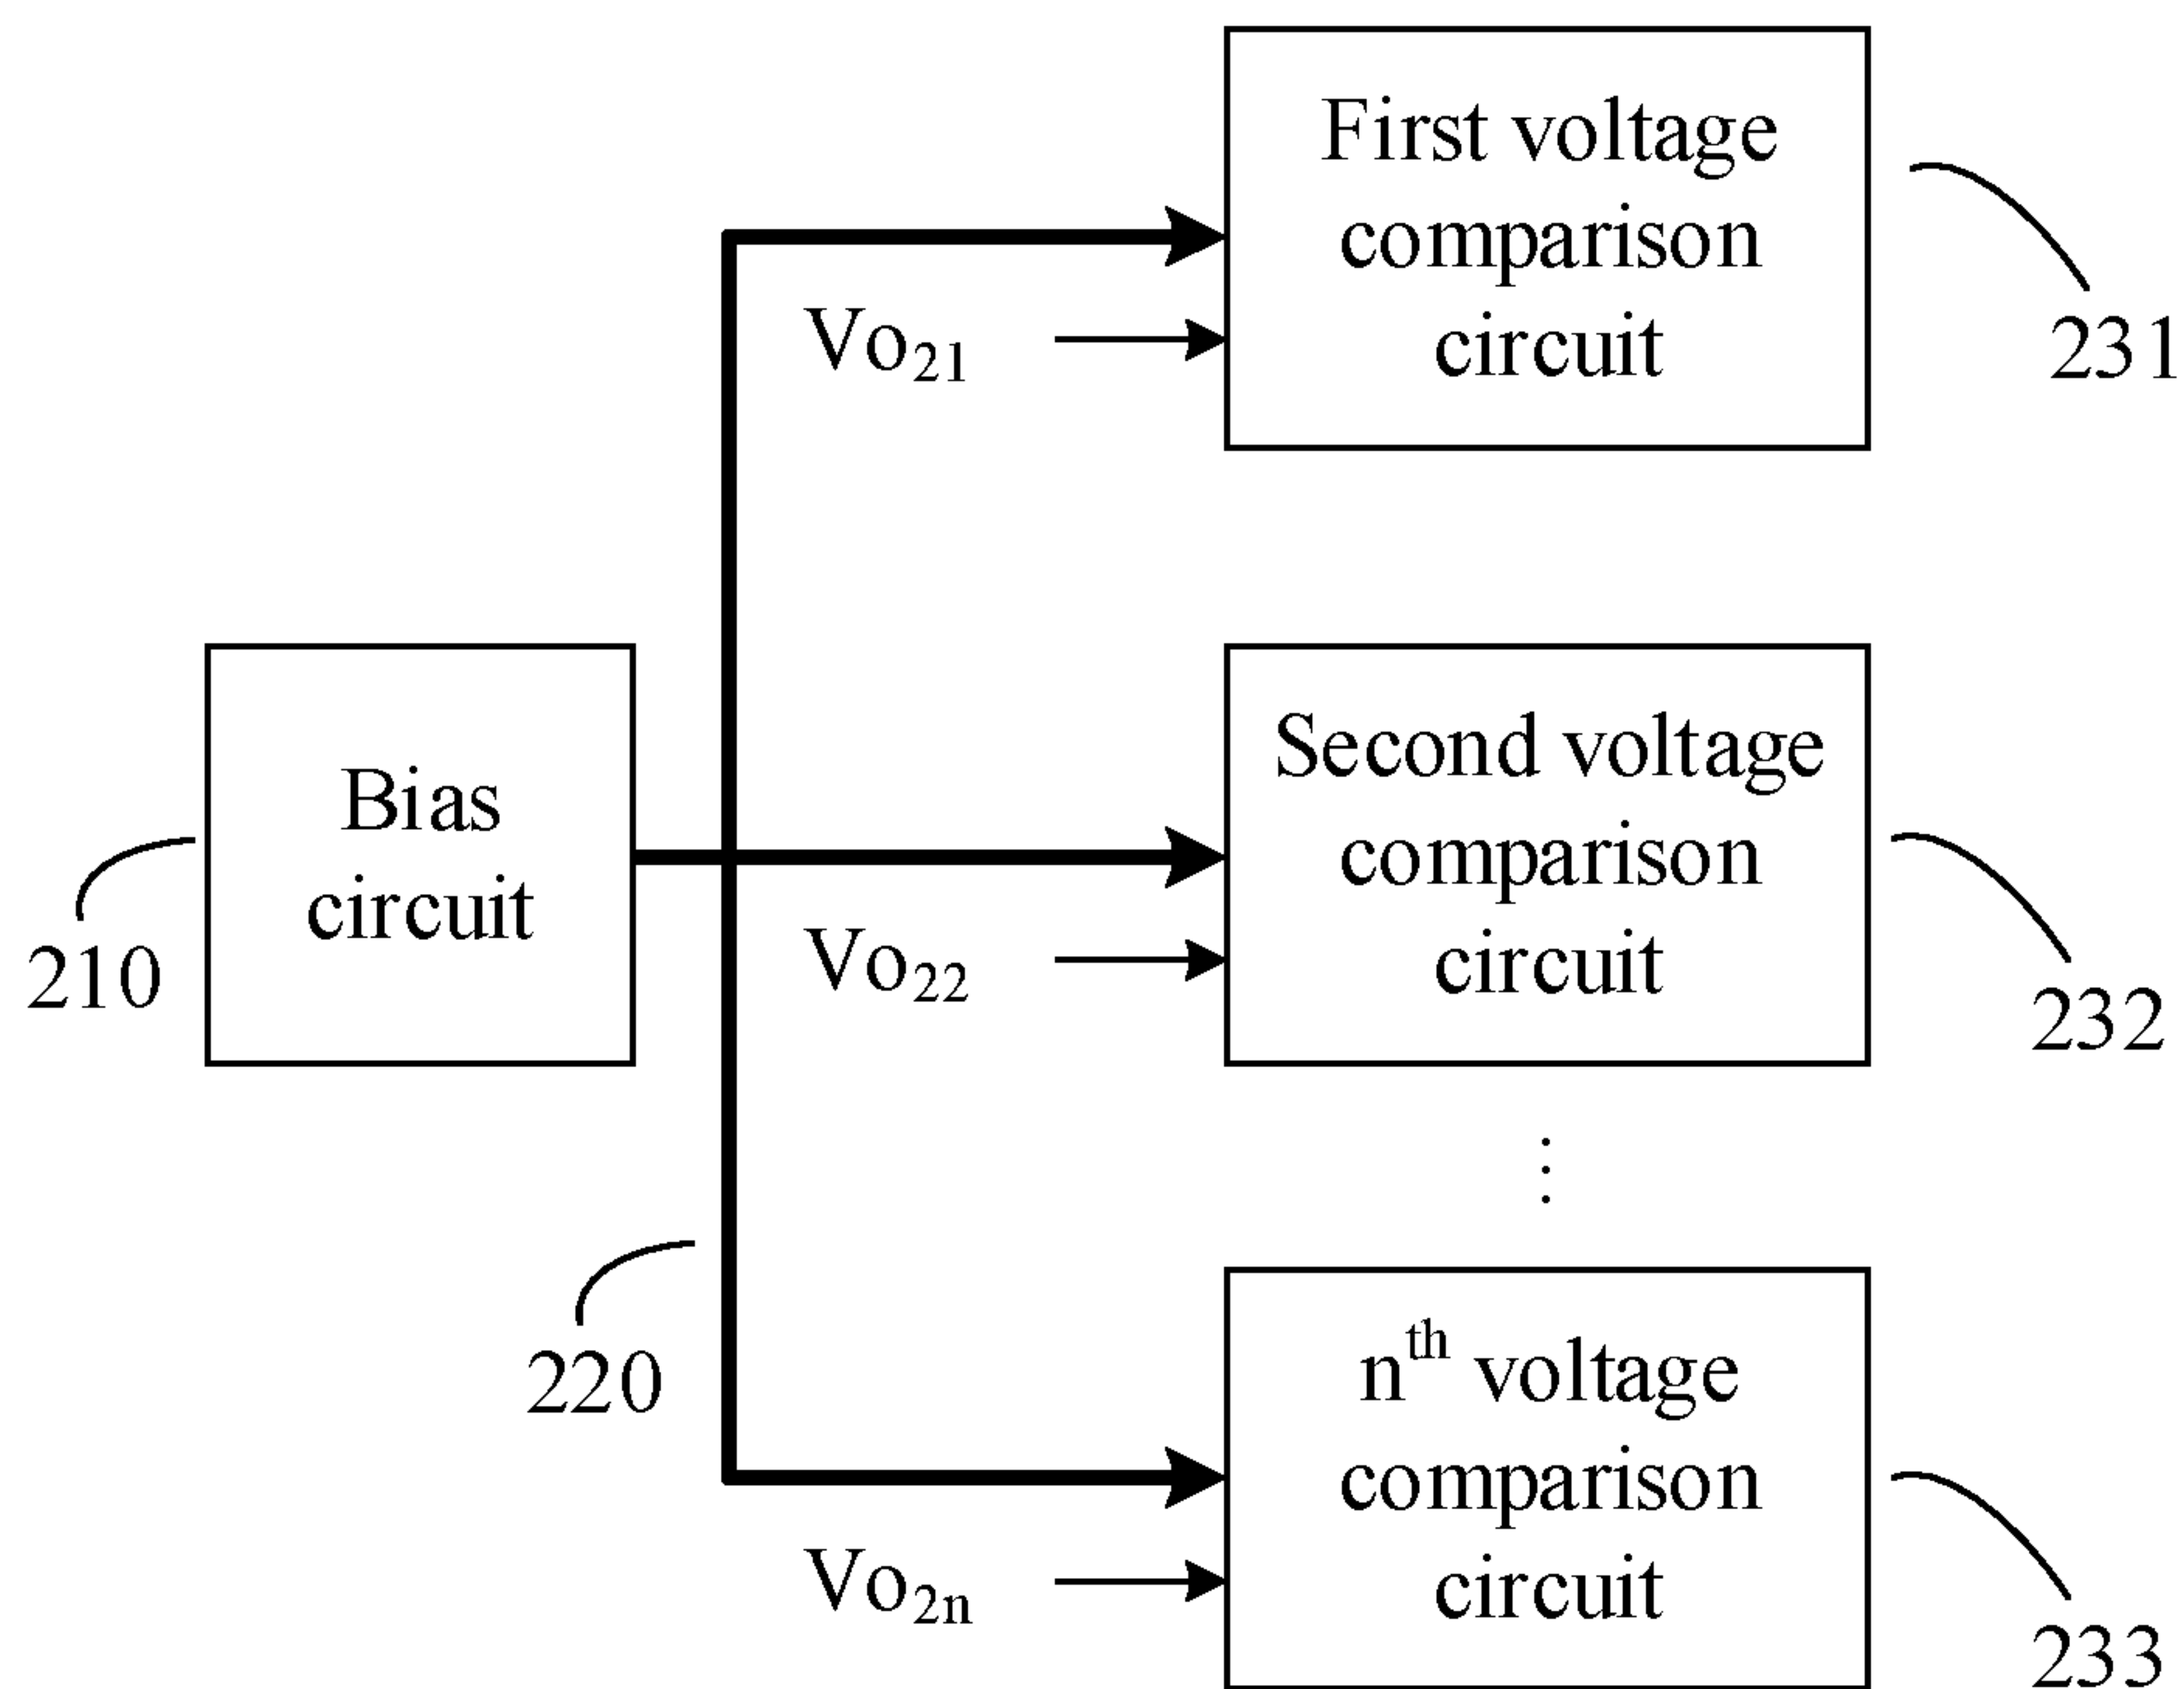 First voltage
comparison
circuit
231
Vo21
Bias
circuit
210
Second voltage
comparison
circuit
232
Vo22
220
nth voltage
comparison
circuit
233
Vo2n